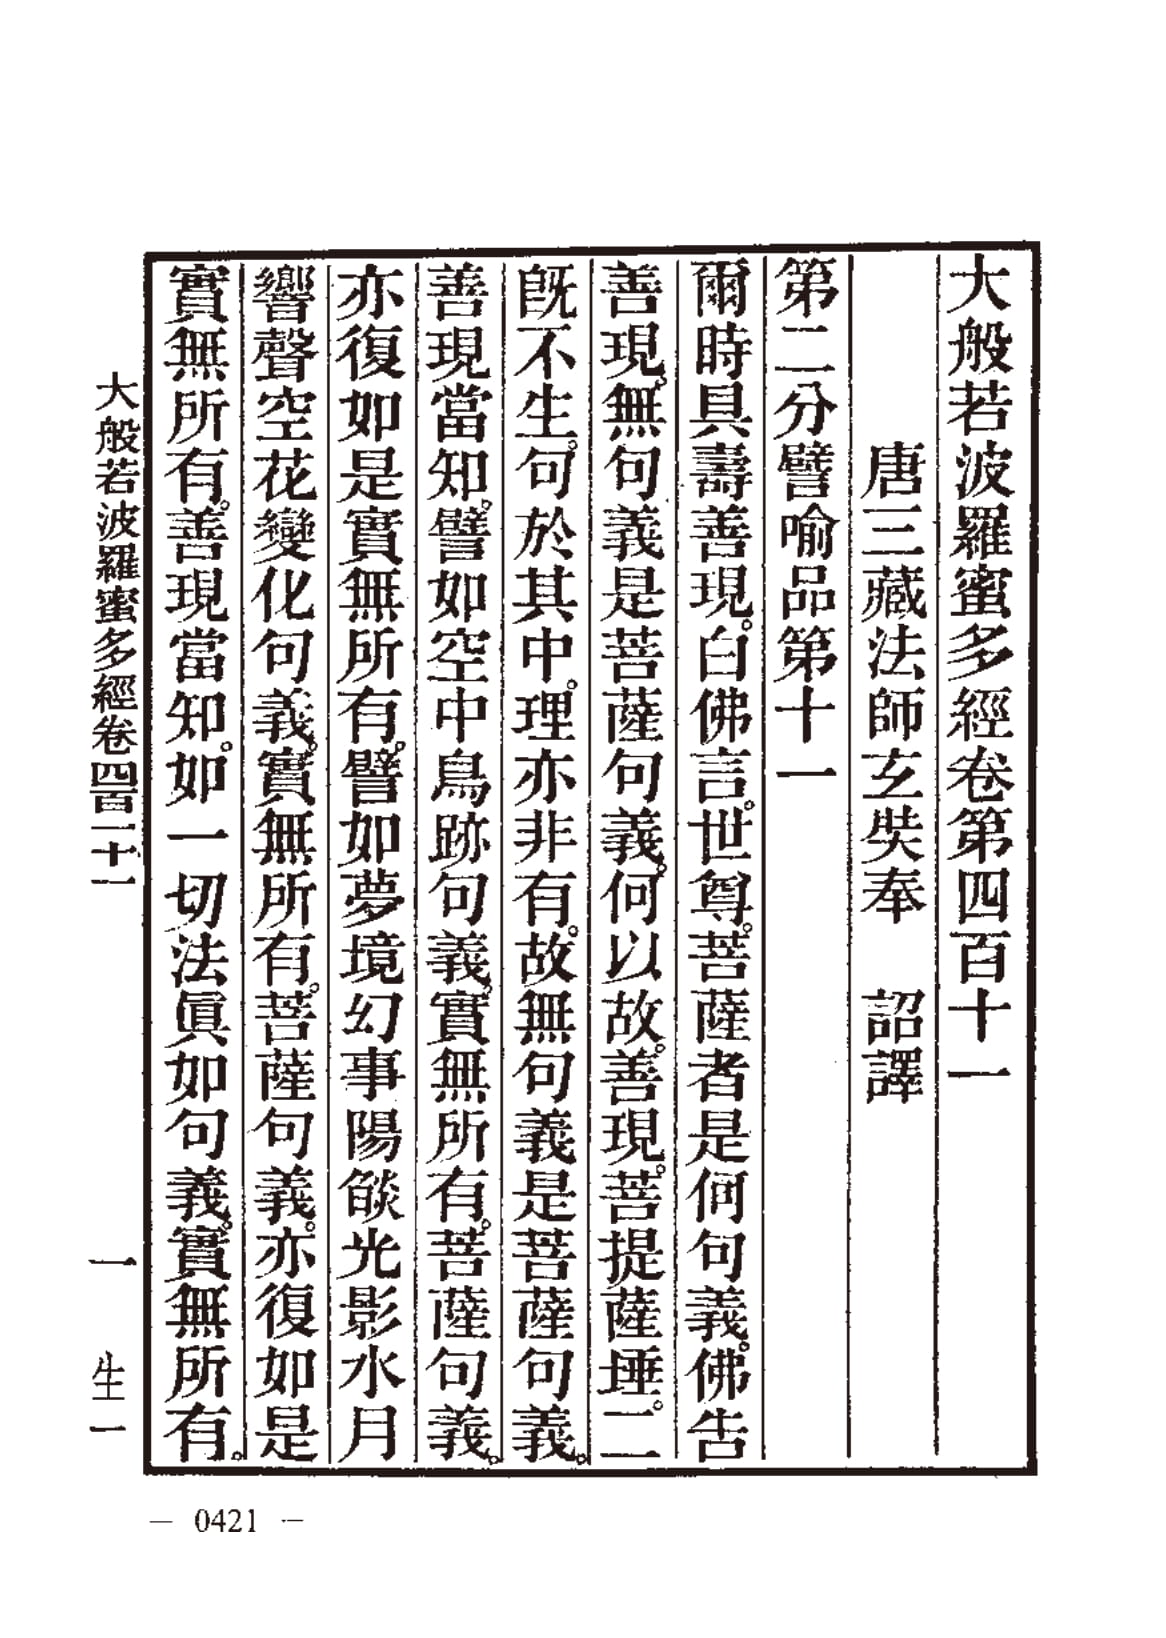 大般若波羅蜜多經卷第四百十一
唐三藏法師玄奘奉　詔譯
第二分譬喻品第十一
爾時具壽善現。白佛言。世尊。菩薩者是何句義。佛告
善現。無句義是菩薩句義。何以故。善現。菩提薩埵。二
旣不生。句於其中。理亦非有。故無句義是菩薩句義。
善現當知。譬如空中鳥跡句義。實無所有。菩薩句義。
亦復如是實無所有。譬如夢境幻事陽燄光影水月
響聲空花變化句義。實無所有。菩薩句義。亦復如是
實無所有。善現當知。如一切法眞如句義。實無所有。
大般若波羅蜜多經卷四百一十一　一　生一
— 0421 —